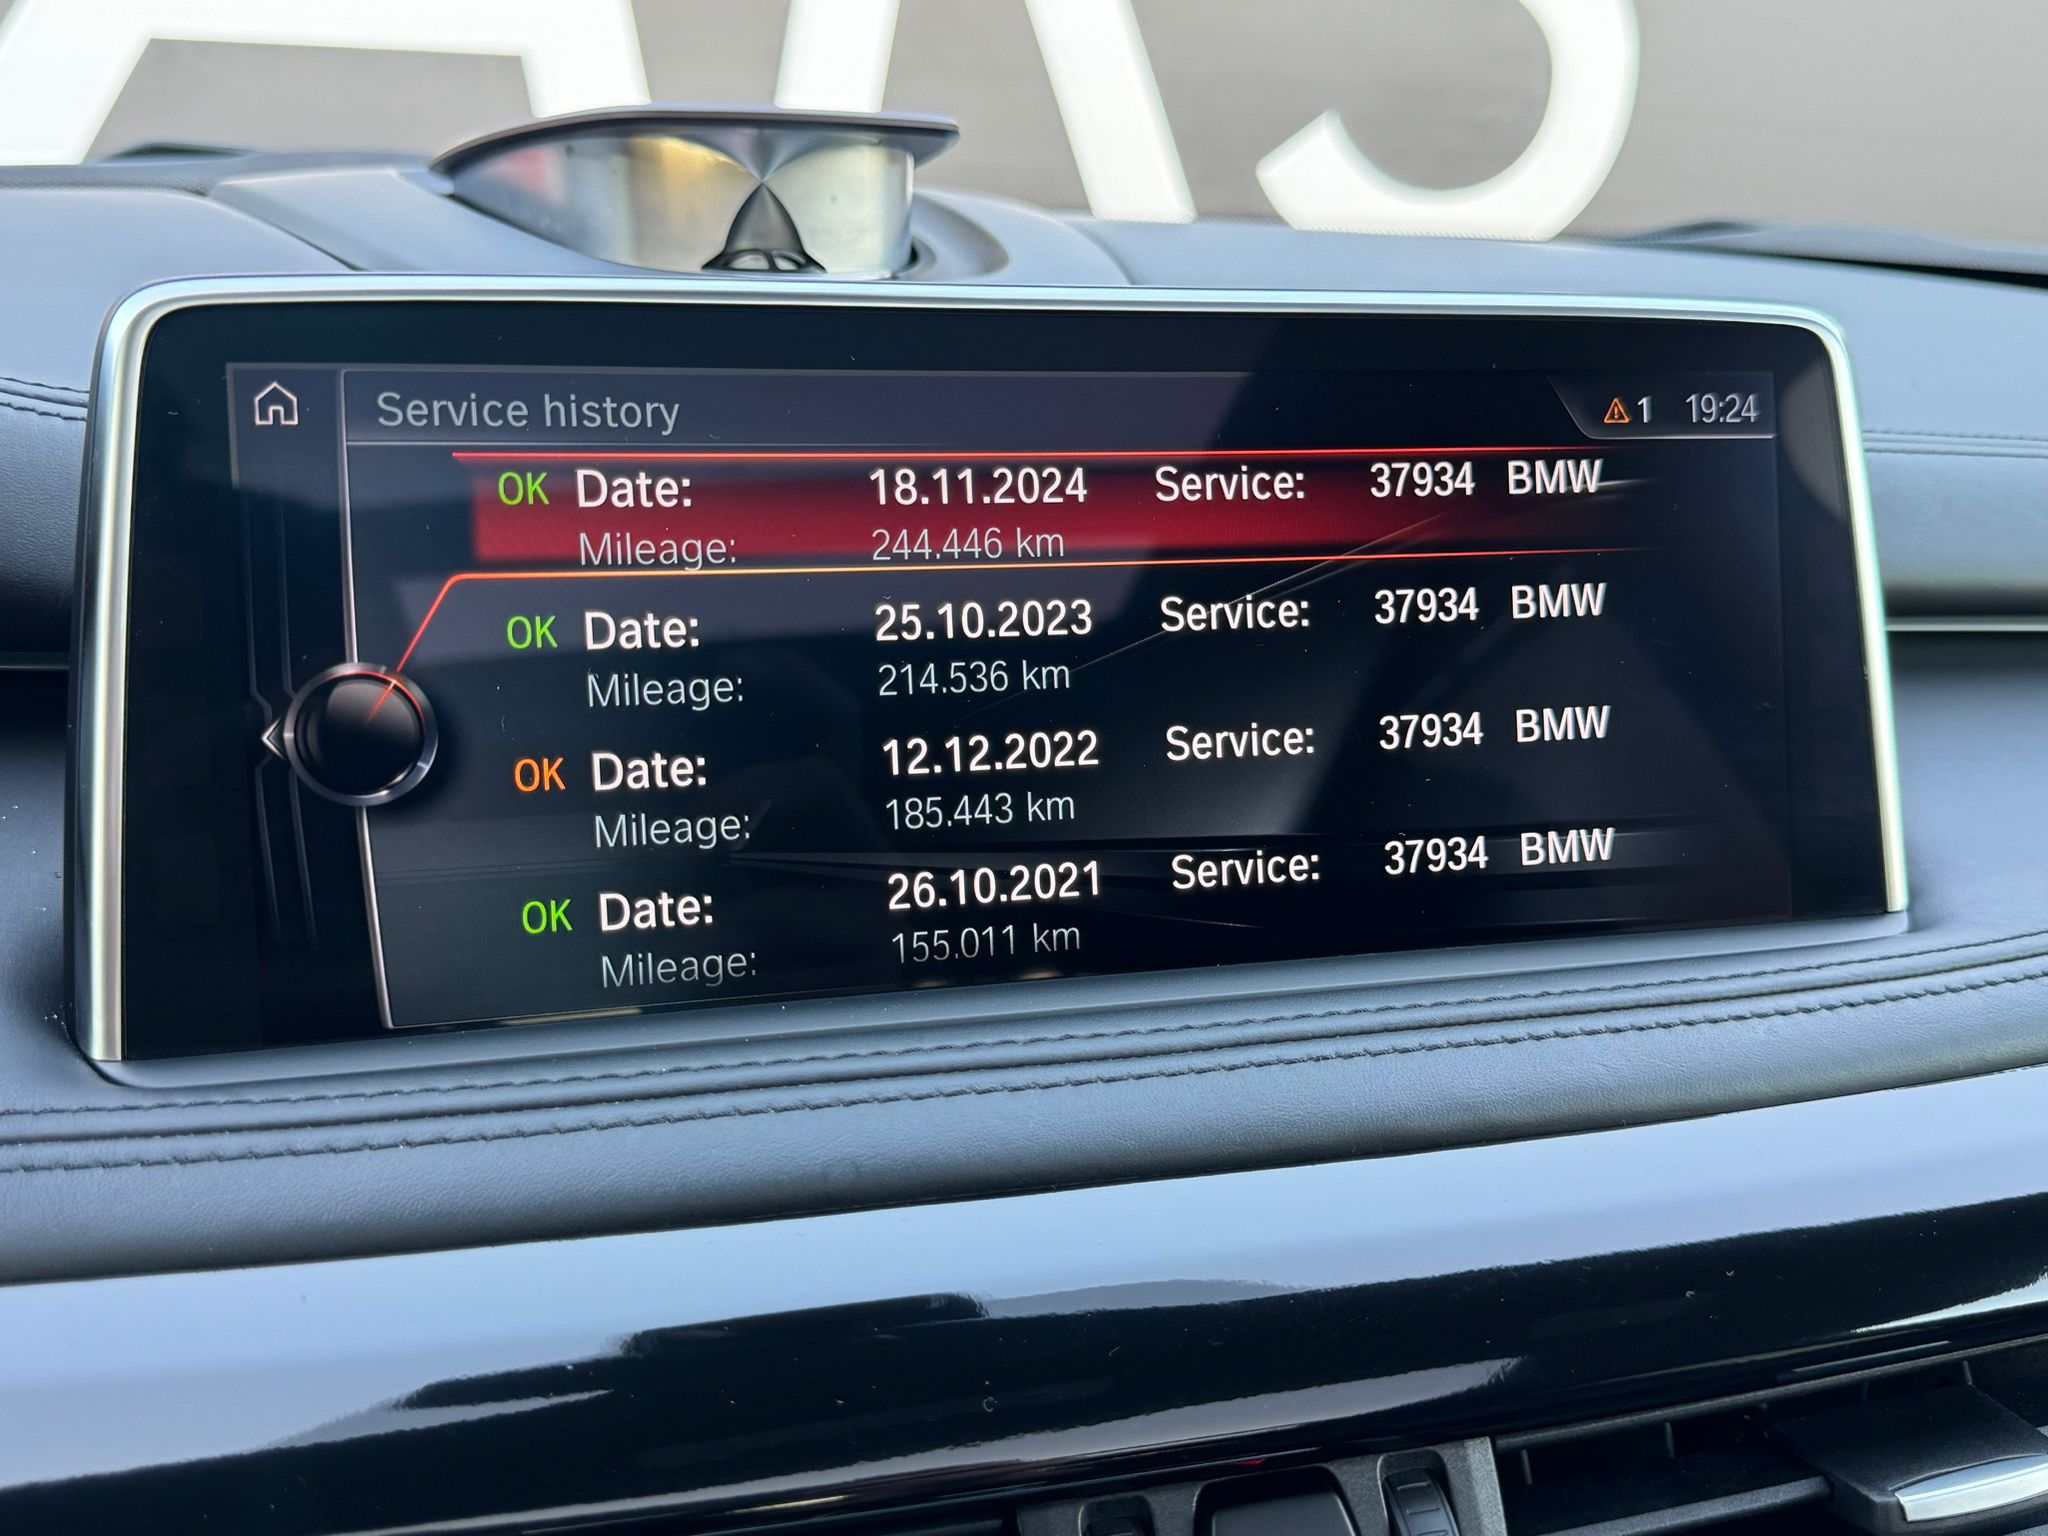 Service history
1 19:24
OK Date: 18.11.2024 Service: 37934 BMW
Mileage: 244.446 km
OK Date: 25.10.2023 Service: 37934 BMW
Mileage: 214.536 km
OK Date: 12.12.2022 Service: 37934 BMW
Mileage: 185.443 km
OK Date: 26.10.2021 Service: 37934 BMW
Mileage: 155.011 km